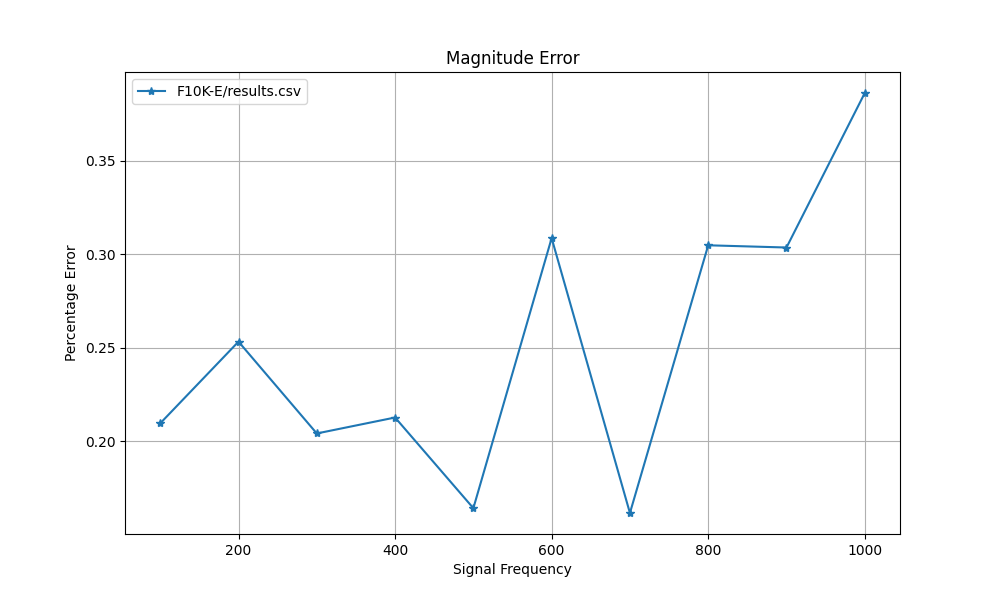 Magnitude Error
F10K-E/results.csv
Percentage Error
0.35
0.30
0.25
0.20
200 400 600 800 1000
Signal Frequency